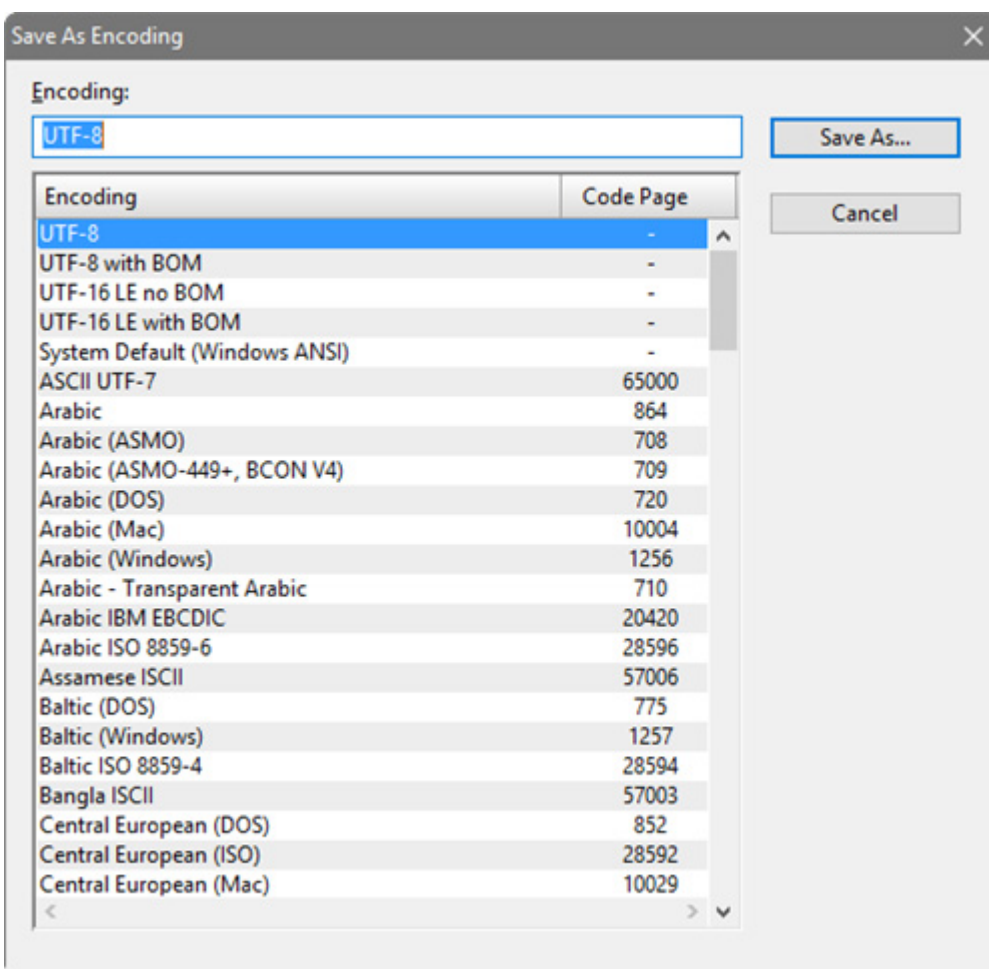 Save As Encoding
Encoding:
UTF-8
Save As...
Encoding Code Page
Cancel
UTF-8 -
UTF-8 with BOM -
UTF-16 LE no BOM -
UTF-16 LE with BOM -
System Default (Windows ANSI) -
ASCII UTF-7 65000
Arabic 864
Arabic (ASMO) 708
Arabic (ASMO-449+, BCON V4) 709
Arabic (DOS) 720
Arabic (Mac) 10004
Arabic (Windows) 1256
Arabic - Transparent Arabic 710
Arabic IBM EBCDIC 20420
Arabic ISO 8859-6 28596
Assamese ISCII 57006
Baltic (DOS) 775
Baltic (Windows) 1257
Baltic ISO 8859-4 28594
Bangla ISCII 57003
Central European (DOS) 852
Central European (ISO) 28592
Central European (Mac) 10029